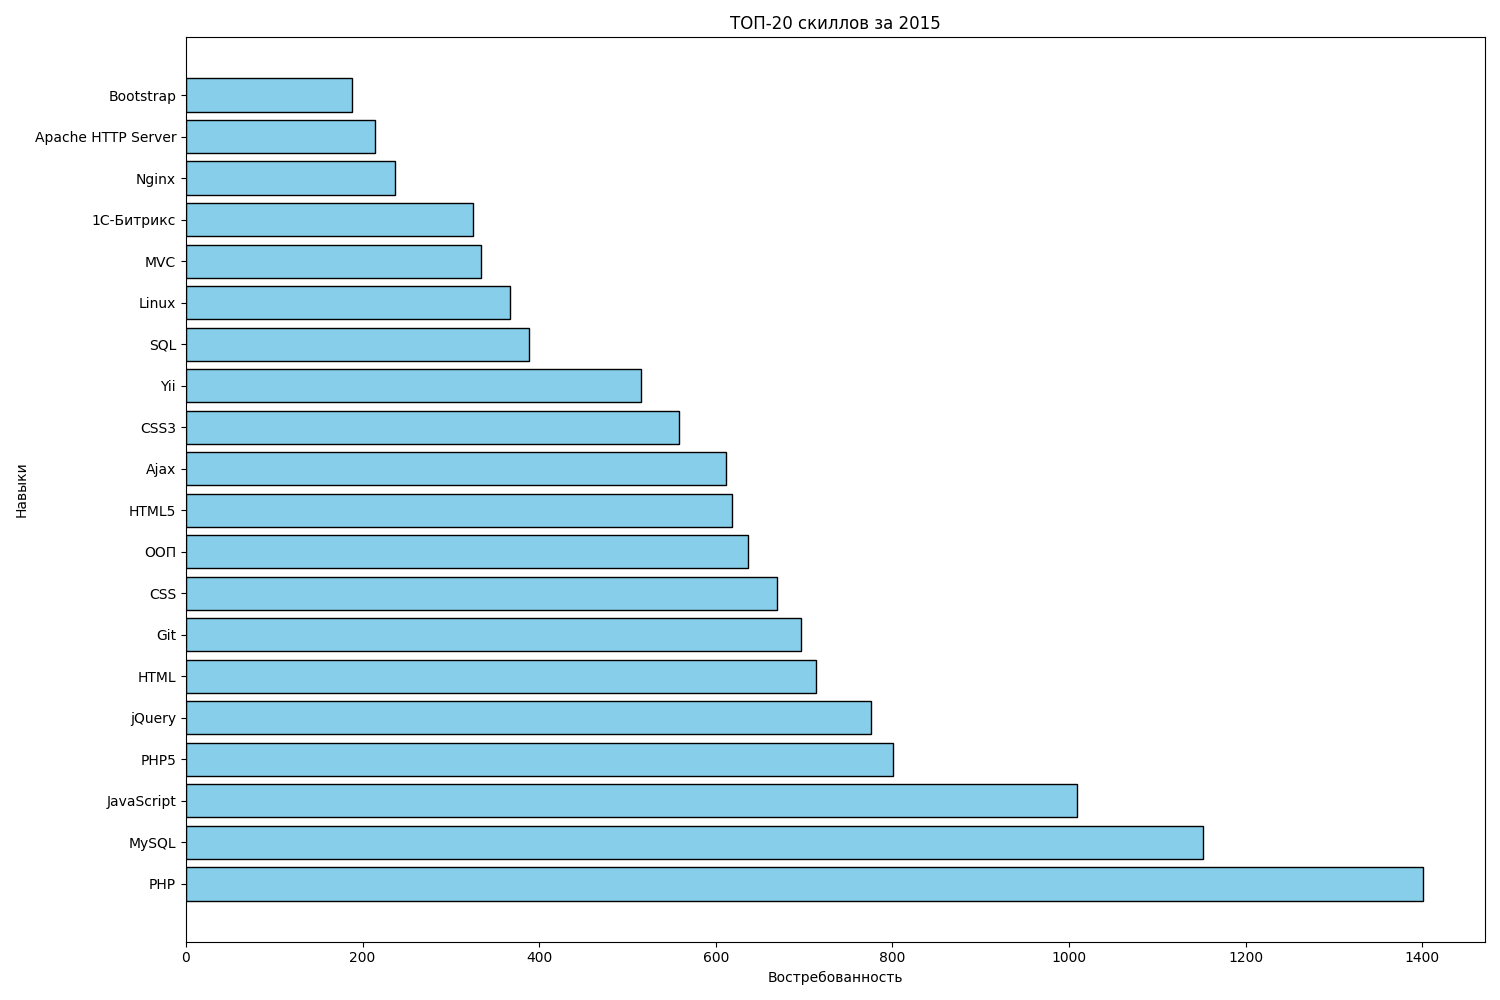 ТОП-20 скиллов за 2015
Навыки
Bootstrap
Apache HTTP Server
Nginx
1С-Битрикс
MVC
Linux
SQL
Yii
CSS3
Ajax
HTML5
ООП
CSS
Git
HTML
jQuery
PHP5
JavaScript
MySQL
PHP
0 200 400 600 800 1000 1200 1400
Востребованность